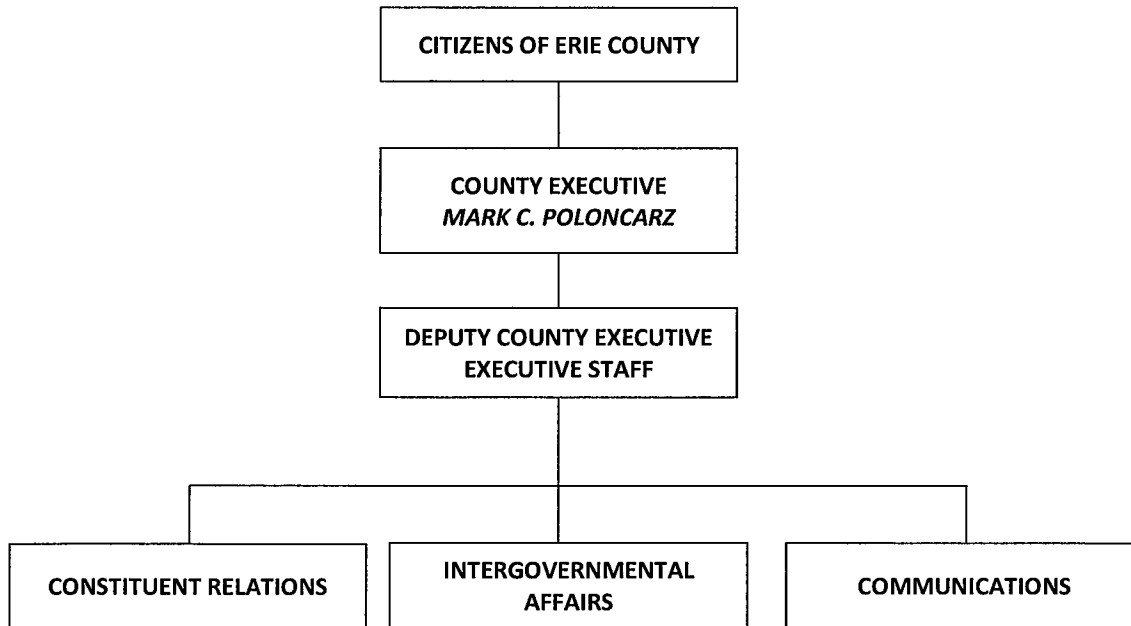 CITIZENS OF ERIE COUNTY
COUNTY EXECUTIVE
MARK C. POLONCARZ
DEPUTY COUNTY EXECUTIVE
EXECUTIVE STAFF
CONSTITUENT RELATIONS
INTERGOVERNMENTAL
AFFAIRS
COMMUNICATIONS